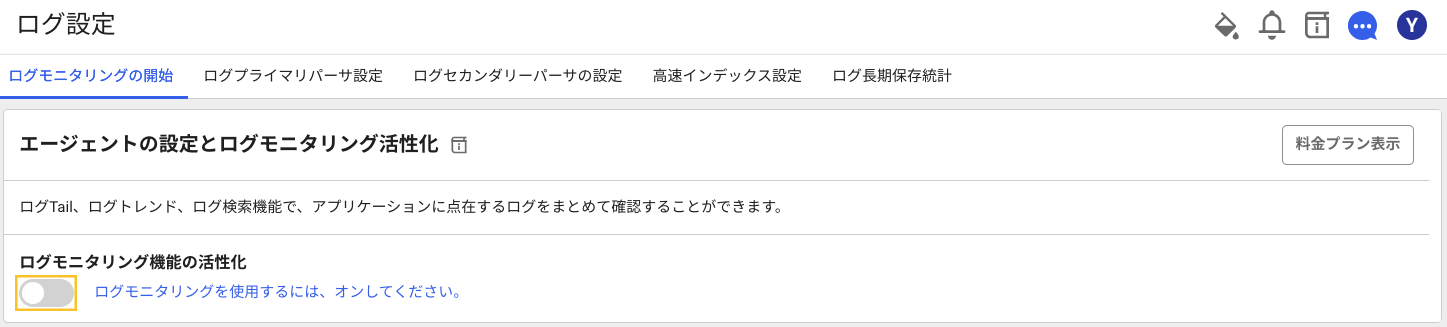 ログ設定
Y
ログモニタリングの開始 ログプライマリパーサ設定 ログセカンダリーパーサの設定 高速インデックス設定 ログ長期保存統計
エージェントの設定とログモニタリング活性化
料金プラン表示
ログTail、ログトレンド、ログ検索機能で、アプリケーションに点在するログをまとめて確認することができます。
ログモニタリング機能の活性化
ログモニタリングを使用するには、オンしてください。